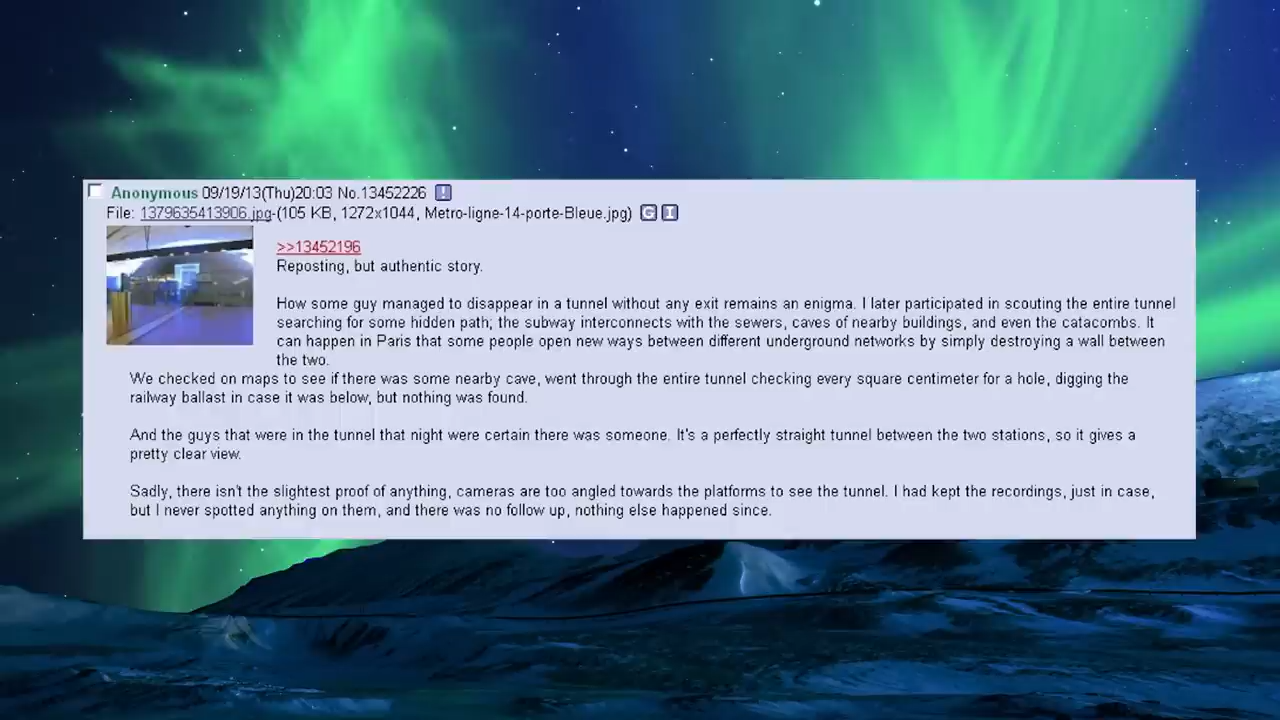 Anonymous 09/19/13(Thu)20:03 No.13452226 !
File: 1379635413906.jpg-(105 KB, 1272x1044, Metro-ligne-14-porte-Bleue.jpg) G I
>>13452196
Reposting, but authentic story.
How some guy managed to disappear in a tunnel without any exit remains an enigma. I later participated in scouting the entire tunnel
searching for some hidden path; the subway interconnects with the sewers, caves of nearby buildings, and even the catacombs. It
can happen in Paris that some people open new ways between different underground networks by simply destroying a wall between
the two.
We checked on maps to see if there was some nearby cave, went through the entire tunnel checking every square centimeter for a hole, digging the
railway ballast in case it was below, but nothing was found.
And the guys that were in the tunnel that night were certain there was someone. It's a perfectly straight tunnel between the two stations, so it gives a
pretty clear view.
Sadly, there isn't the slightest proof of anything, cameras are too angled towards the platforms to see the tunnel. I had kept the recordings, just in case,
but I never spotted anything on them, and there was no follow up, nothing else happened since.